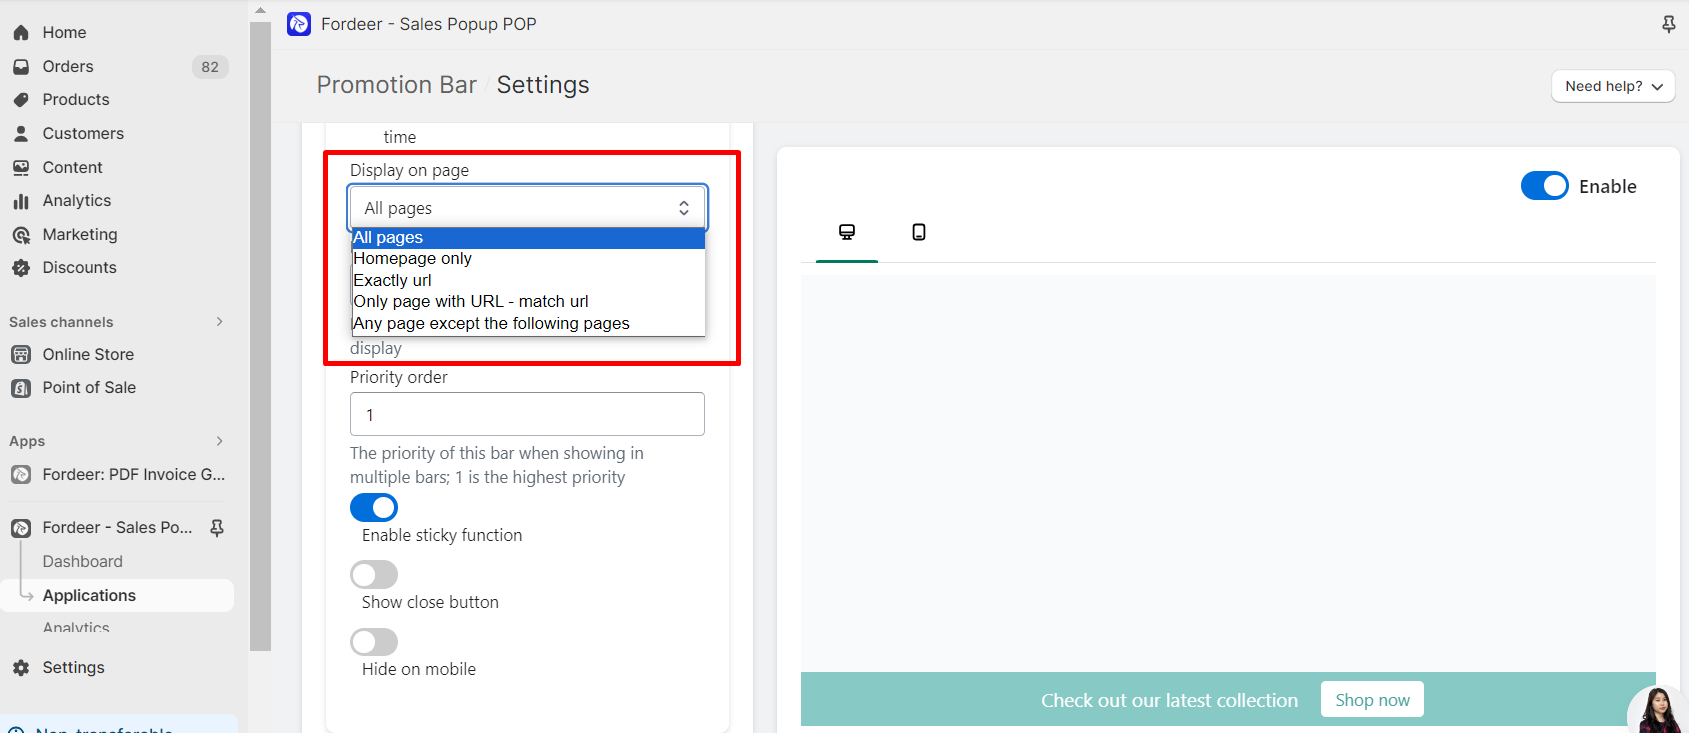 Home
Orders
82
Products
Customers
Content
Analytics
Marketing
Discounts
Sales channels
Online Store
Point of Sale
Apps
Fordeer: PDF Invoice G...
Fordeer - Sales Po...
Dashboard
Applications
Analytics
Settings
Non-transferable
Fordeer - Sales Popup POP
Promotion Bar / Settings
Need help?
time
Display on page
All pages
All pages
Homepage only
Exactly url
Only page with URL - match url
Any page except the following pages
display
Priority order
1
The priority of this bar when showing in
multiple bars; 1 is the highest priority
Enable sticky function
Show close button
Hide on mobile
Enable
Check out our latest collection
Shop now